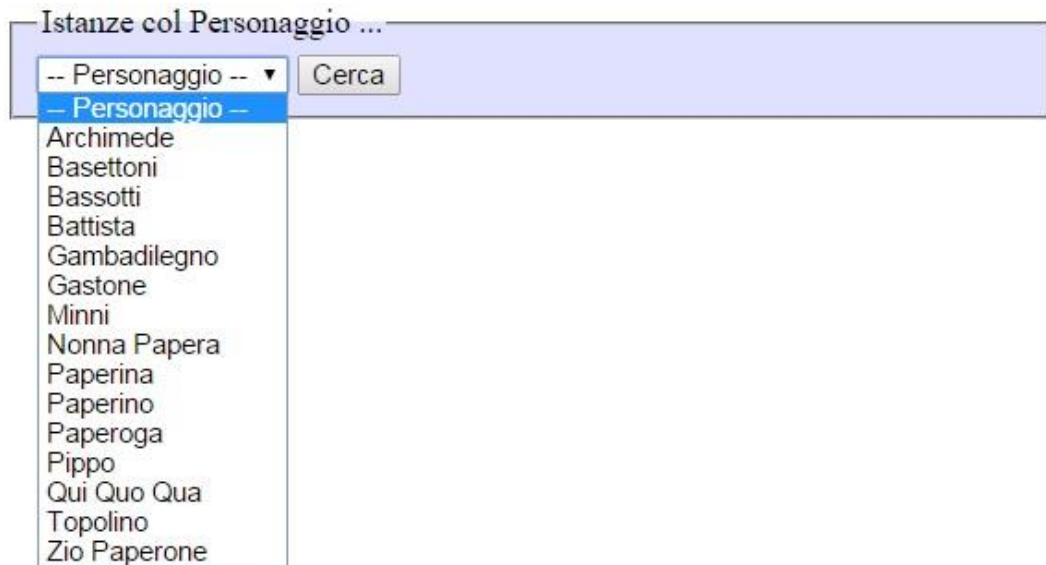 Istanze col Personaggio ...
-- Personaggio -- ▼ Cerca
-- Personaggio --
Archimede
Basettoni
Bassotti
Battista
Gambadilegno
Gastone
Minni
Nonna Papera
Paperina
Paperino
Paperoga
Pippo
Qui Quo Qua
Topolino
Zio Paperone